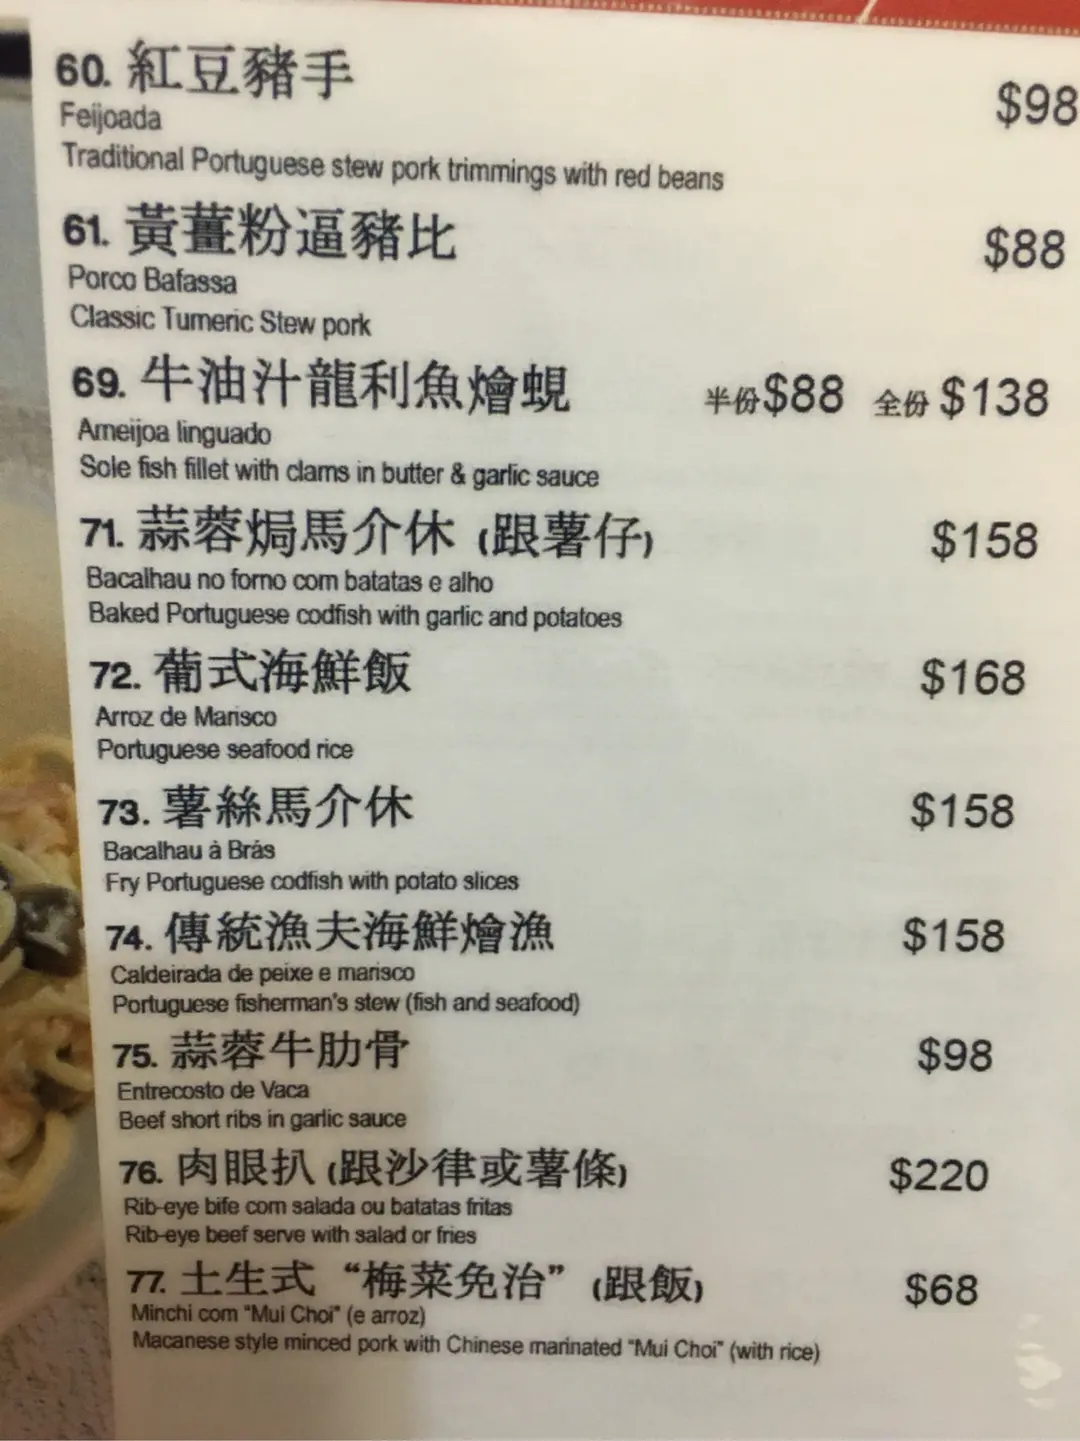 60. 紅豆豬手 $98
Feijoada
Traditional Portuguese stew pork trimmings with red beans
61. 黃薑粉逼豬比 $88
Porco Bafassa
Classic Tumeric Stew pork
69. 牛油汁龍利魚燴蜆 半份$88 全份$138
Ameijoa linguado
Sole fish fillet with clams in butter & garlic sauce
71. 蒜蓉焗馬介休 (跟薯仔) $158
Bacalhau no forno com batatas e alho
Baked Portuguese codfish with garlic and potatoes
72. 葡式海鮮飯 $168
Arroz de Marisco
Portuguese seafood rice
73. 薯絲馬介休 $158
Bacalhau à Brás
Fry Portuguese codfish with potato slices
74. 傳統漁夫海鮮燴漁 $158
Caldeirada de peixe e marisco
Portuguese fisherman's stew (fish and seafood)
75. 蒜蓉牛肋骨 $98
Entrecosto de Vaca
Beef short ribs in garlic sauce
76. 肉眼扒 (跟沙律或薯條) $220
Rib-eye bife com salada ou batatas fritas
Rib-eye beef serve with salad or fries
77. 土生式 “梅菜免治” (跟飯) $68
Minchi com "Mui Choi" (e arroz)
Macanese style minced pork with Chinese marinated "Mui Choi" (with rice)